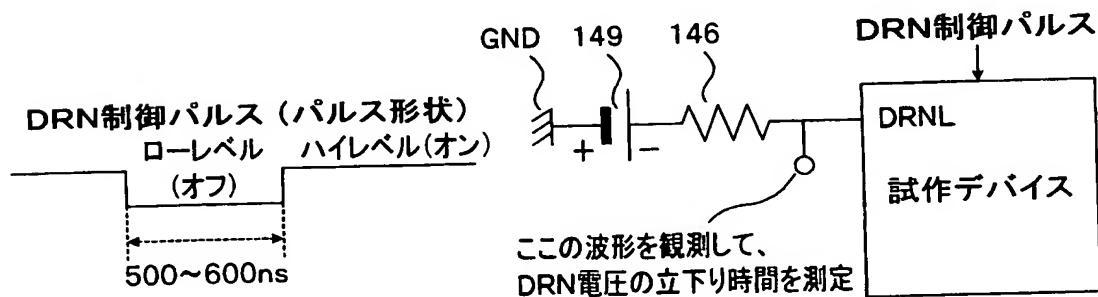 DRN制御パルス(パルス形状)
ローレベル
(オフ)
ハイレベル(オン)
500~600ns
GND
149
146
+
−
DRN制御パルス
DRNL
試作デバイス
ここの波形を観測して、
DRN電圧の立下り時間を測定